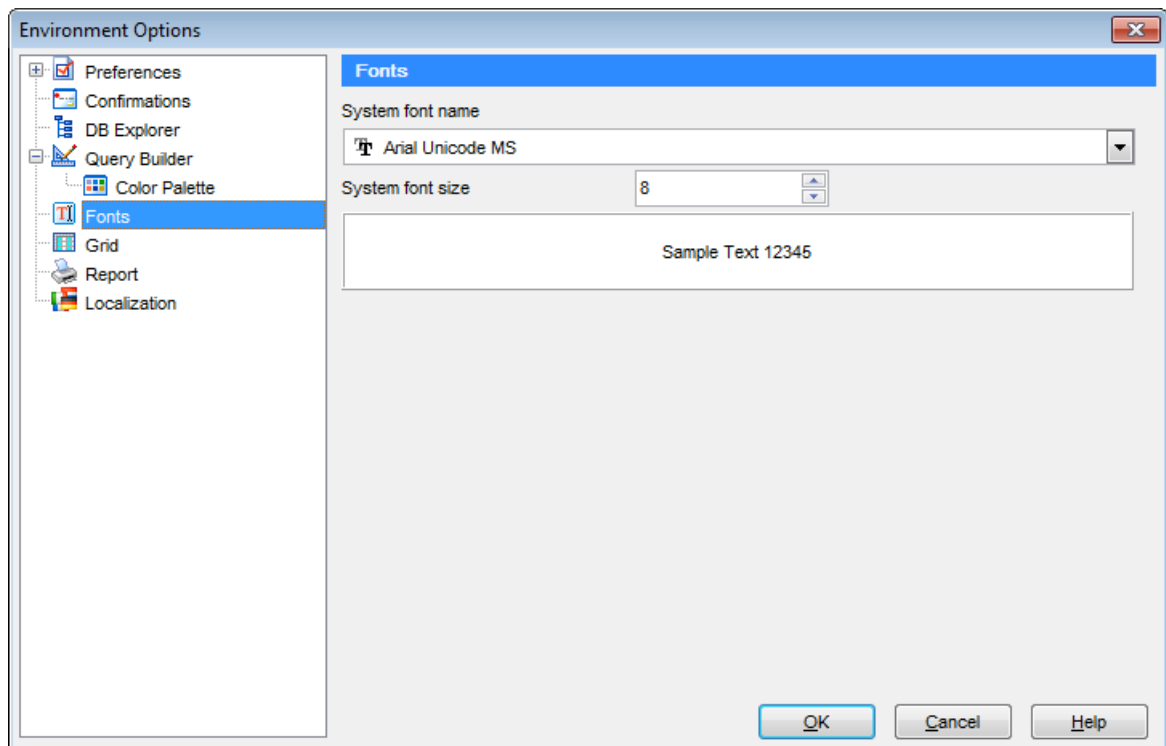 Environment Options
Preferences
Confirmations
DB Explorer
Query Builder
Color Palette
Fonts
Grid
Report
Localization
Fonts
System font name
Arial Unicode MS
System font size
8
Sample Text 12345
OK
Cancel
Help